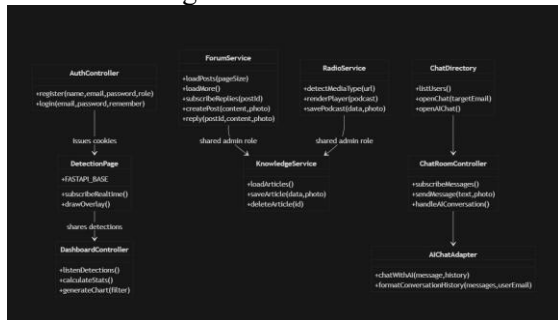 ForumService
+loadPosts(pageSize)
+loadMore()
+subscribeReplies(postId)
+createPost(content,photo)
+reply(postId,content,photo)
RadioService
+detectMediaType(url)
+renderPlayer(podcast)
+savePodcast(data,photo)
ChatDirectory
+listUsers()
+openChat(targetEmail)
+openAIChat()
AuthController
+register(name,email,password,role)
+login(email,password,remember)
Issues cookies
shared admin role
shared admin role
DetectionPage
+FASTAPI_BASE
+subscribeRealtime()
+drawOverlay()
KnowledgeService
+loadArticles()
+saveArticle(data,photo)
+deleteArticle(id)
ChatRoomController
+subscribeMessages()
+sendMessage(text,photo)
+handleAIConversation()
shares detections
DashboardController
+listenDetections()
+calculateStats()
+generateChart(filter)
AIChatAdapter
+chatWithAI(message,history)
+formatConversationHistory(messages,userEmail)